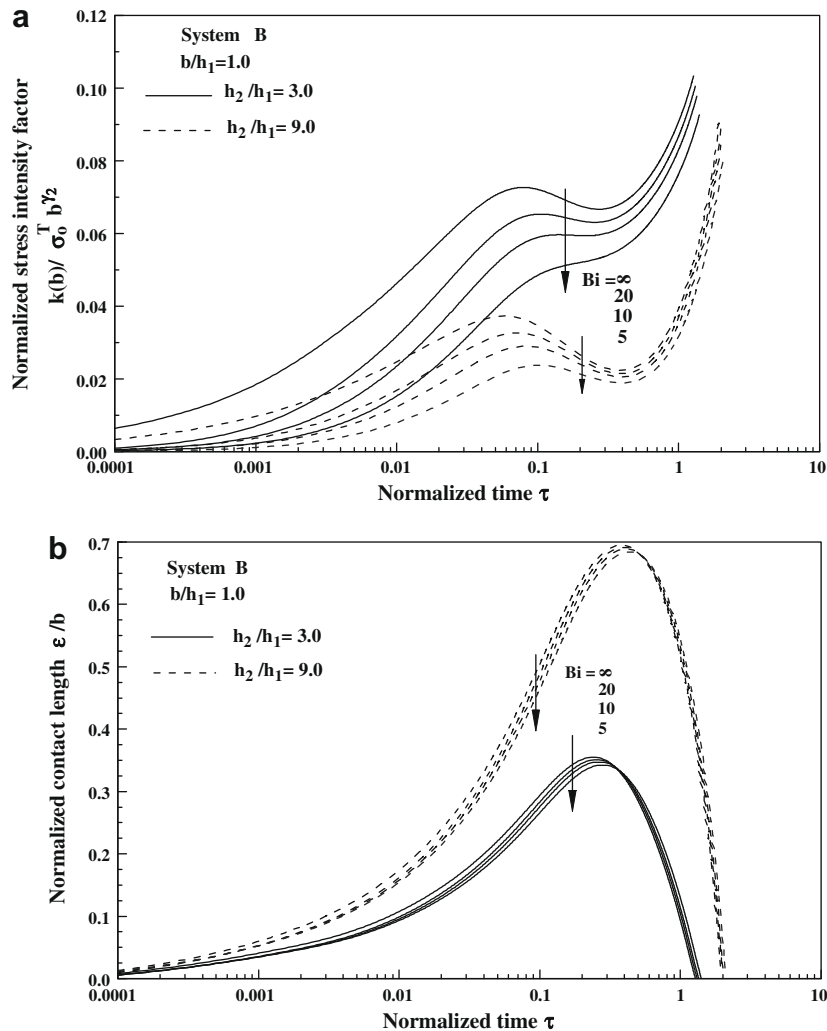 a
0.12
0.10
0.08
0.06
0.04
0.02
0.00
Normalized stress intensity factor
k(b)/ σ₀ᵀ b^γ₂
System B
b/h₁=1.0
h₂/h₁= 3.0
h₂/h₁= 9.0
Bi = ∞
20
10
5
0.0001 0.001 0.01 0.1 1 10
Normalized time τ
b
0.7
0.6
0.5
0.4
0.3
0.2
0.1
0.0
Normalized contact length ε/b
System B
b/h₁= 1.0
h₂/h₁= 3.0
h₂/h₁= 9.0
Bi= ∞
20
10
5
0.0001 0.001 0.01 0.1 1 10
Normalized time τ